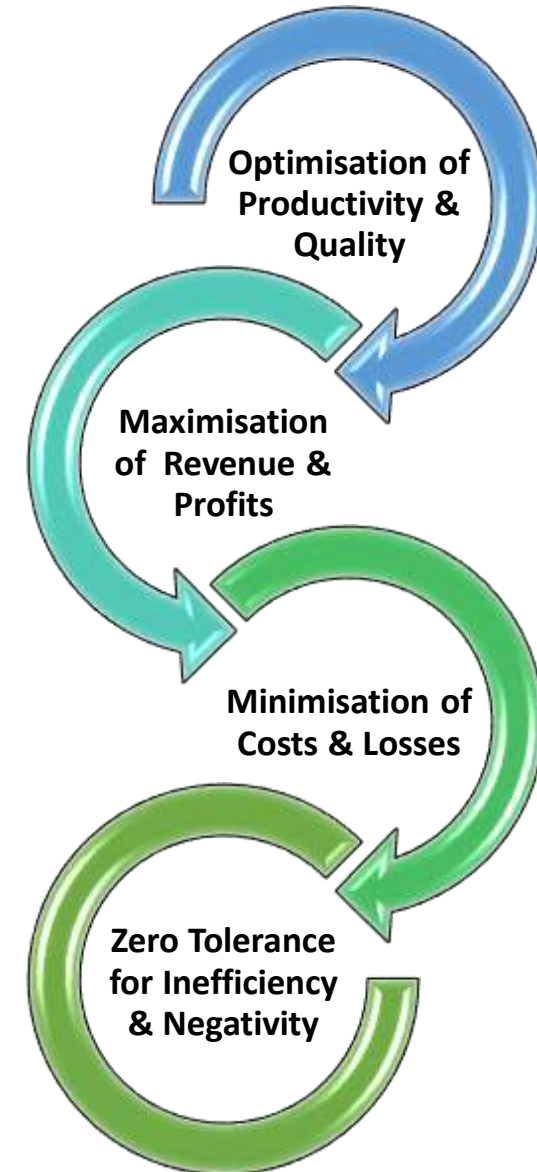 Optimisation of
Productivity &
Quality
Maximisation
of Revenue &
Profits
Minimisation of
Costs & Losses
Zero Tolerance
for Inefficiency
& Negativity